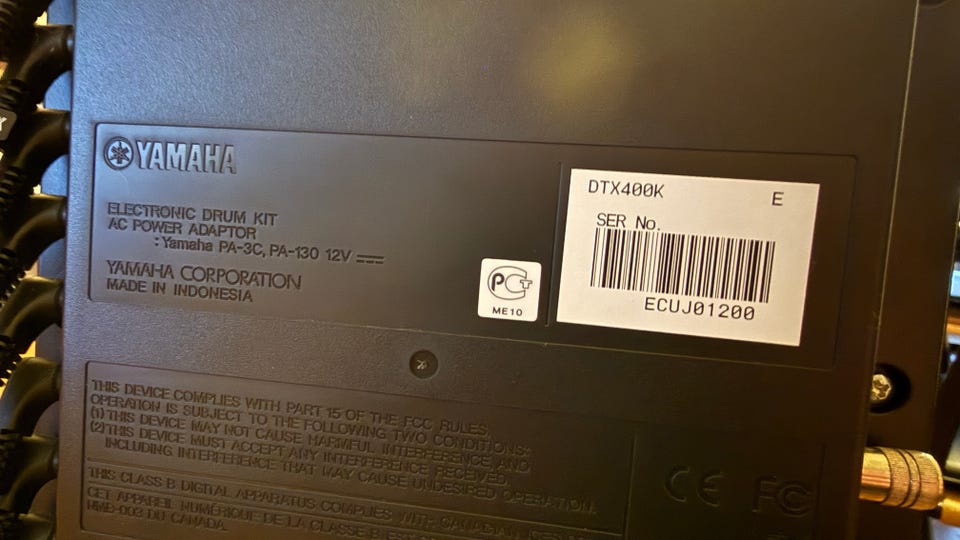 YAMAHA
ELECTRONIC DRUM KIT
AC POWER ADAPTOR
: Yamaha PA-3C, PA-130 12V
YAMAHA CORPORATION
MADE IN INDONESIA
PCT
ME10
DTX400K E
SER No.
ECUJ01200
THIS DEVICE COMPLIES WITH PART 15 OF THE FCC RULES.
OPERATION IS SUBJECT TO THE FOLLOWING TWO CONDITIONS:
(1) THIS DEVICE MAY NOT CAUSE HARMFUL INTERFERENCE, AND
(2) THIS DEVICE MUST ACCEPT ANY INTERFERENCE RECEIVED,
INCLUDING INTERFERENCE THAT MAY CAUSE UNDESIRED OPERATION.
THIS CLASS B DIGITAL APPARATUS COMPLIES WITH CANADIAN
CET APPAREIL NUMÉRIQUE DE LA CLASSE B EST
NMB-003 DU CANADA.
CE FC